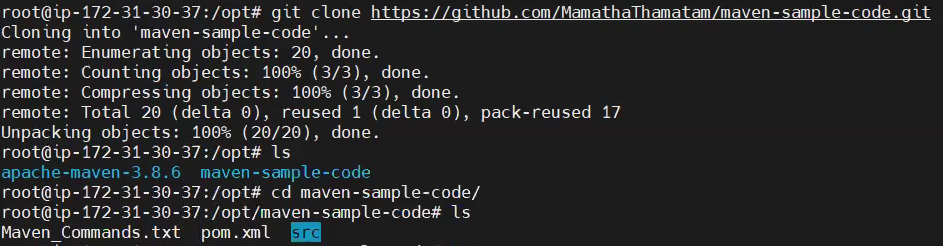 root@ip-172-31-30-37:/opt# git clone https://github.com/MamathaThamatam/maven-sample-code.git
Cloning into 'maven-sample-code'...
remote: Enumerating objects: 20, done.
remote: Counting objects: 100% (3/3), done.
remote: Compressing objects: 100% (3/3), done.
remote: Total 20 (delta 0), reused 1 (delta 0), pack-reused 17
Unpacking objects: 100% (20/20), done.
root@ip-172-31-30-37:/opt# ls
apache-maven-3.8.6  maven-sample-code
root@ip-172-31-30-37:/opt# cd maven-sample-code/
root@ip-172-31-30-37:/opt/maven-sample-code# ls
Maven_Commands.txt  pom.xml  src